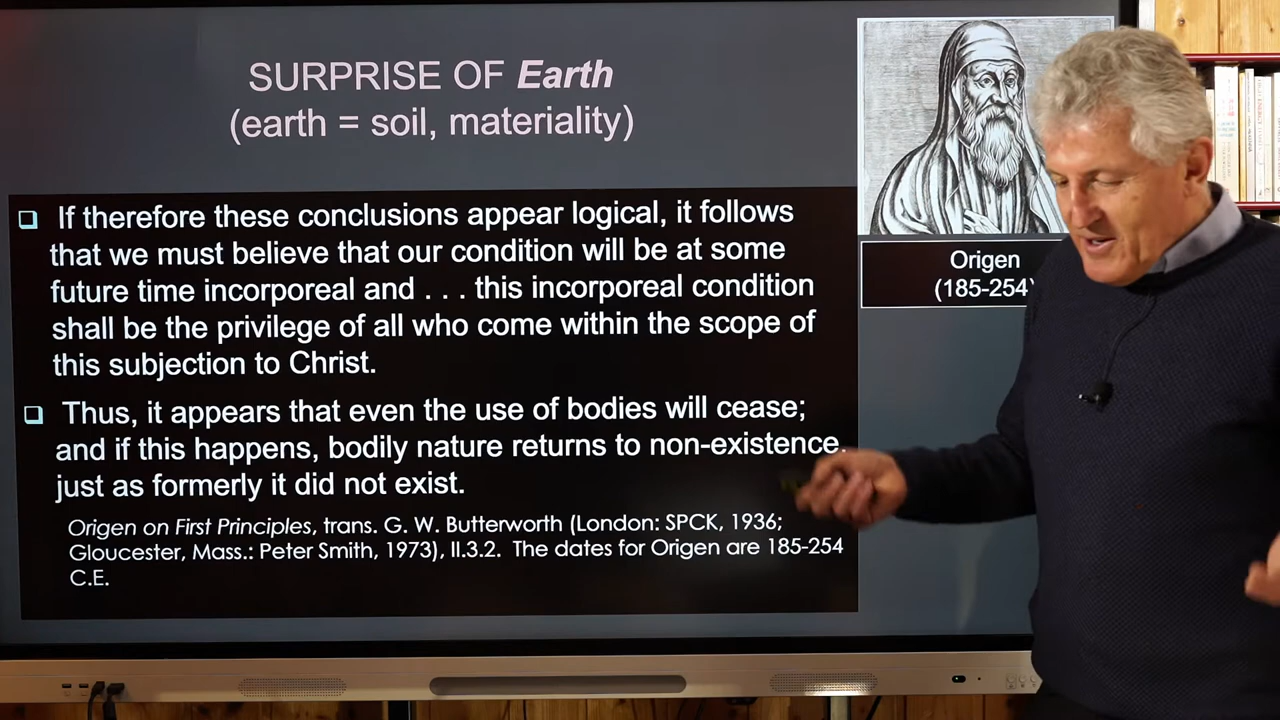 SURPRISE OF Earth
(earth = soil, materiality)
If therefore these conclusions appear logical, it follows
that we must believe that our condition will be at some
future time incorporeal and . . . this incorporeal condition
shall be the privilege of all who come within the scope of
this subjection to Christ.
Thus, it appears that even the use of bodies will cease;
and if this happens, bodily nature returns to non-existence,
just as formerly it did not exist.
Origen on First Principles, trans. G. W. Butterworth (London: SPCK, 1936;
Gloucester, Mass.: Peter Smith, 1973), II.3.2. The dates for Origen are 185-254
C.E.
Origen
(185-254)